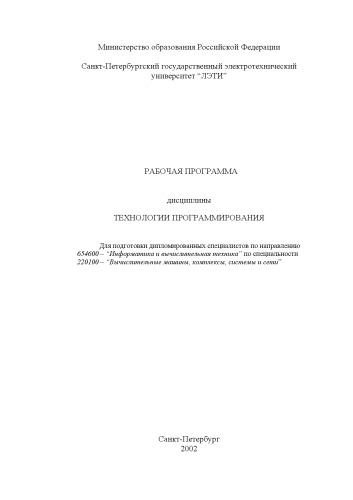 Министерство образования Российской Федерации
Санкт-Петербургский государственный электротехнический
университет “ЛЭТИ”
РАБОЧАЯ ПРОГРАММА
дисциплины
ТЕХНОЛОГИИ ПРОГРАММИРОВАНИЯ
Для подготовки дипломированных специалистов по направлению
654600 – “Информатика и вычислительная техника” по специальности
220100 – “Вычислительные машины, комплексы, системы и сети”
Санкт-Петербург
2002